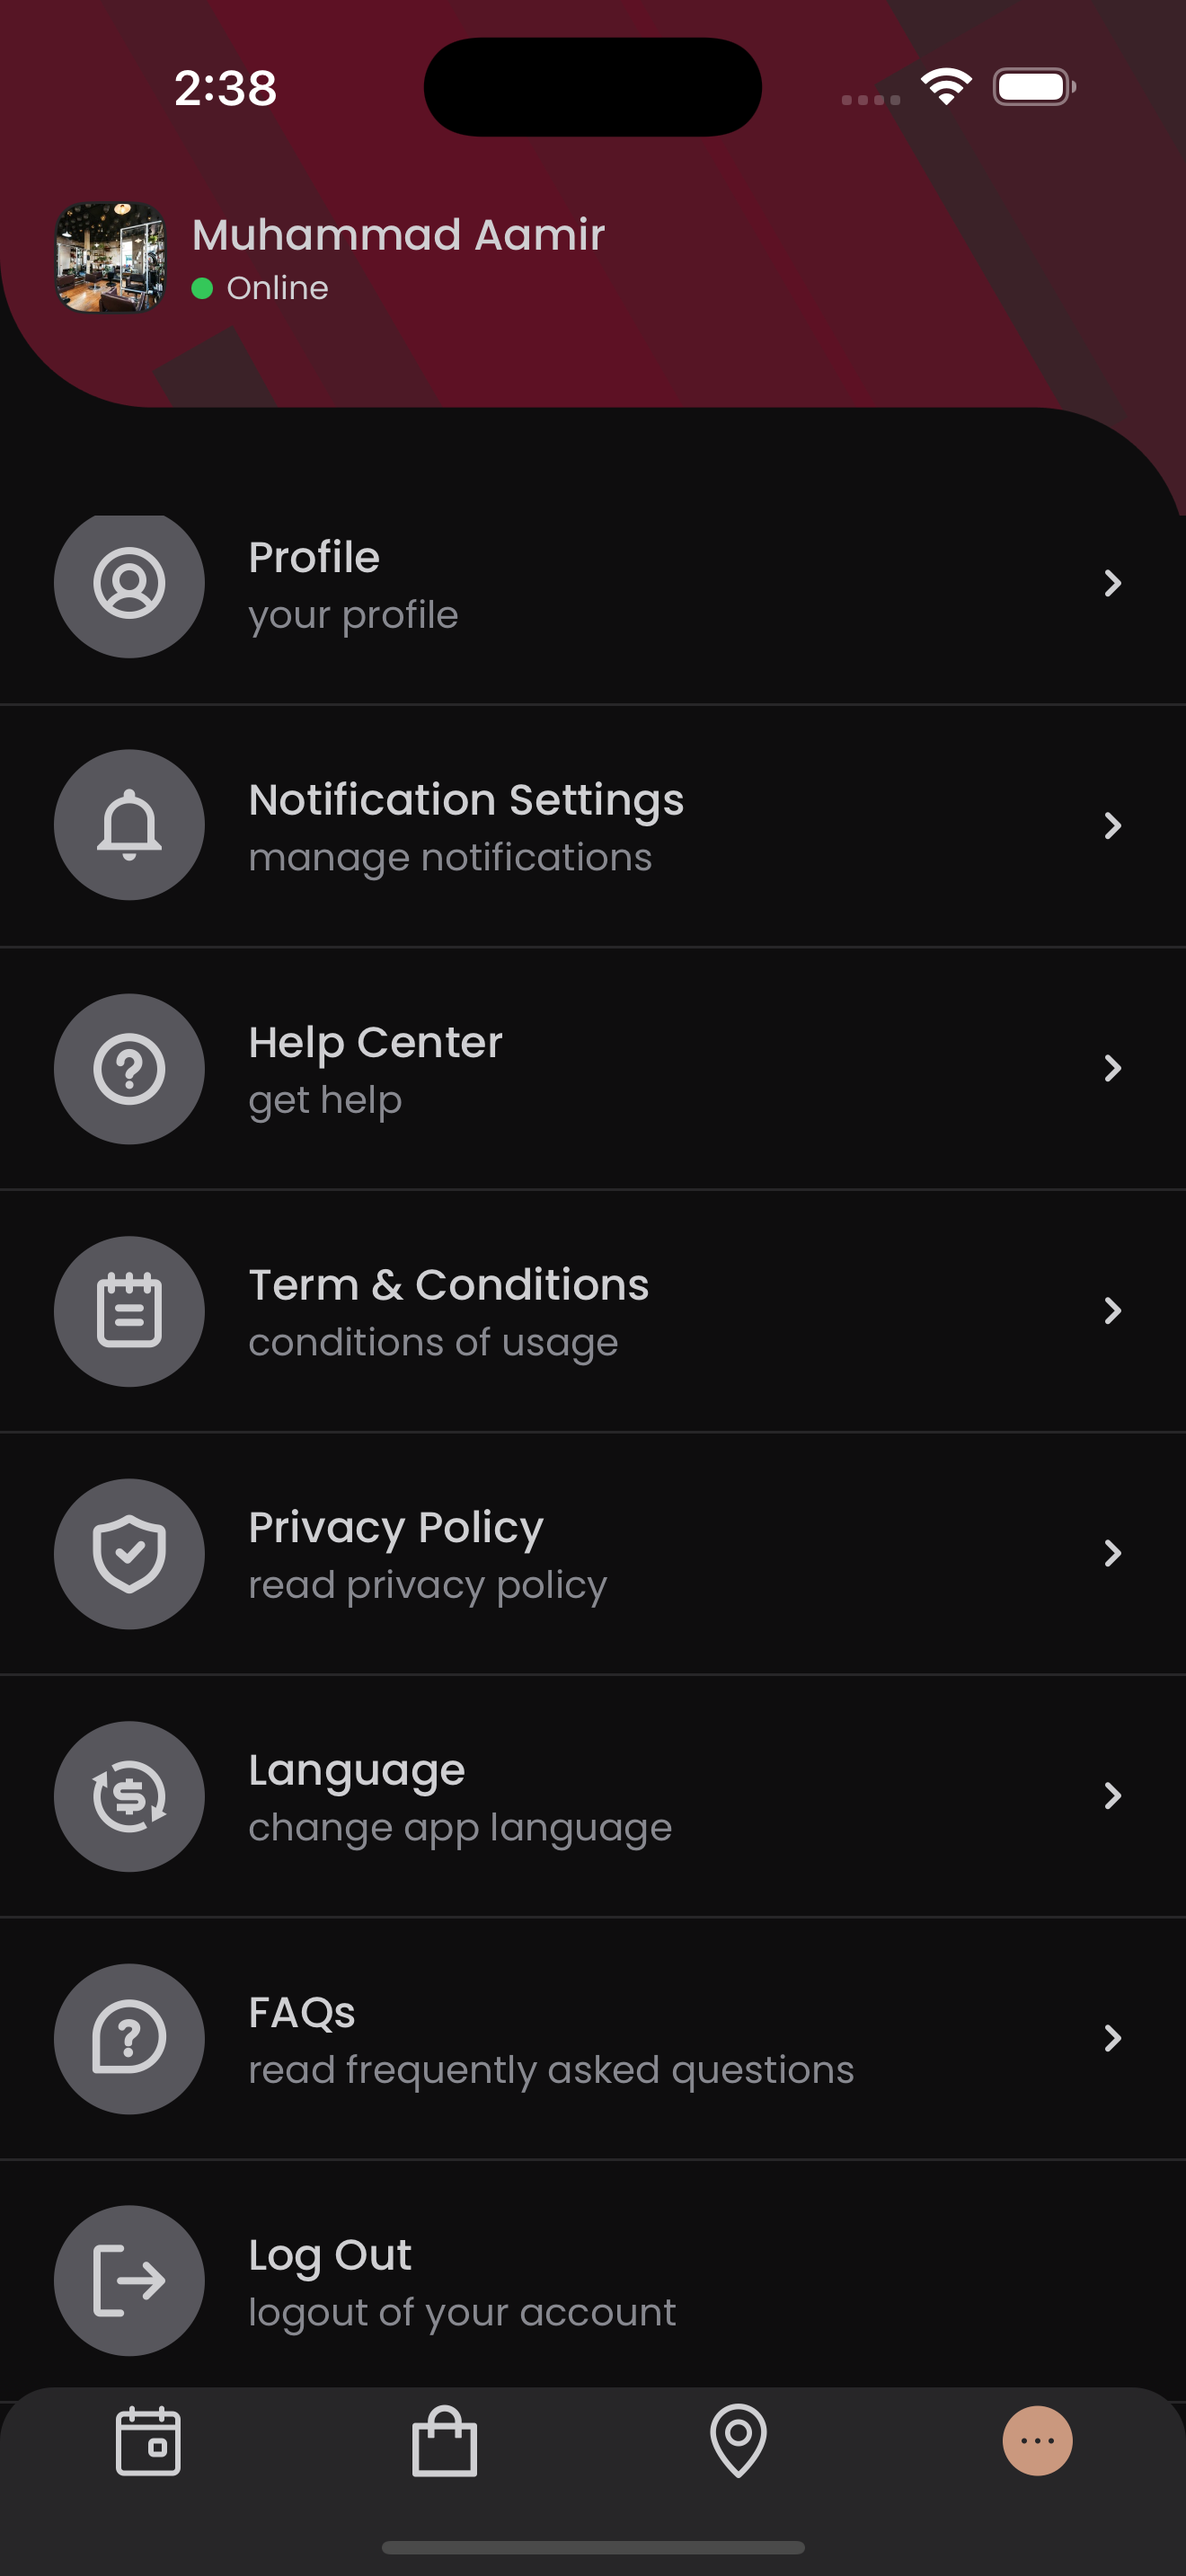 2:38
Muhammad Aamir
Online
Profile
your profile
Notification Settings
manage notifications
Help Center
get help
Term & Conditions
conditions of usage
Privacy Policy
read privacy policy
Language
change app language
FAQs
read frequently asked questions
Log Out
logout of your account